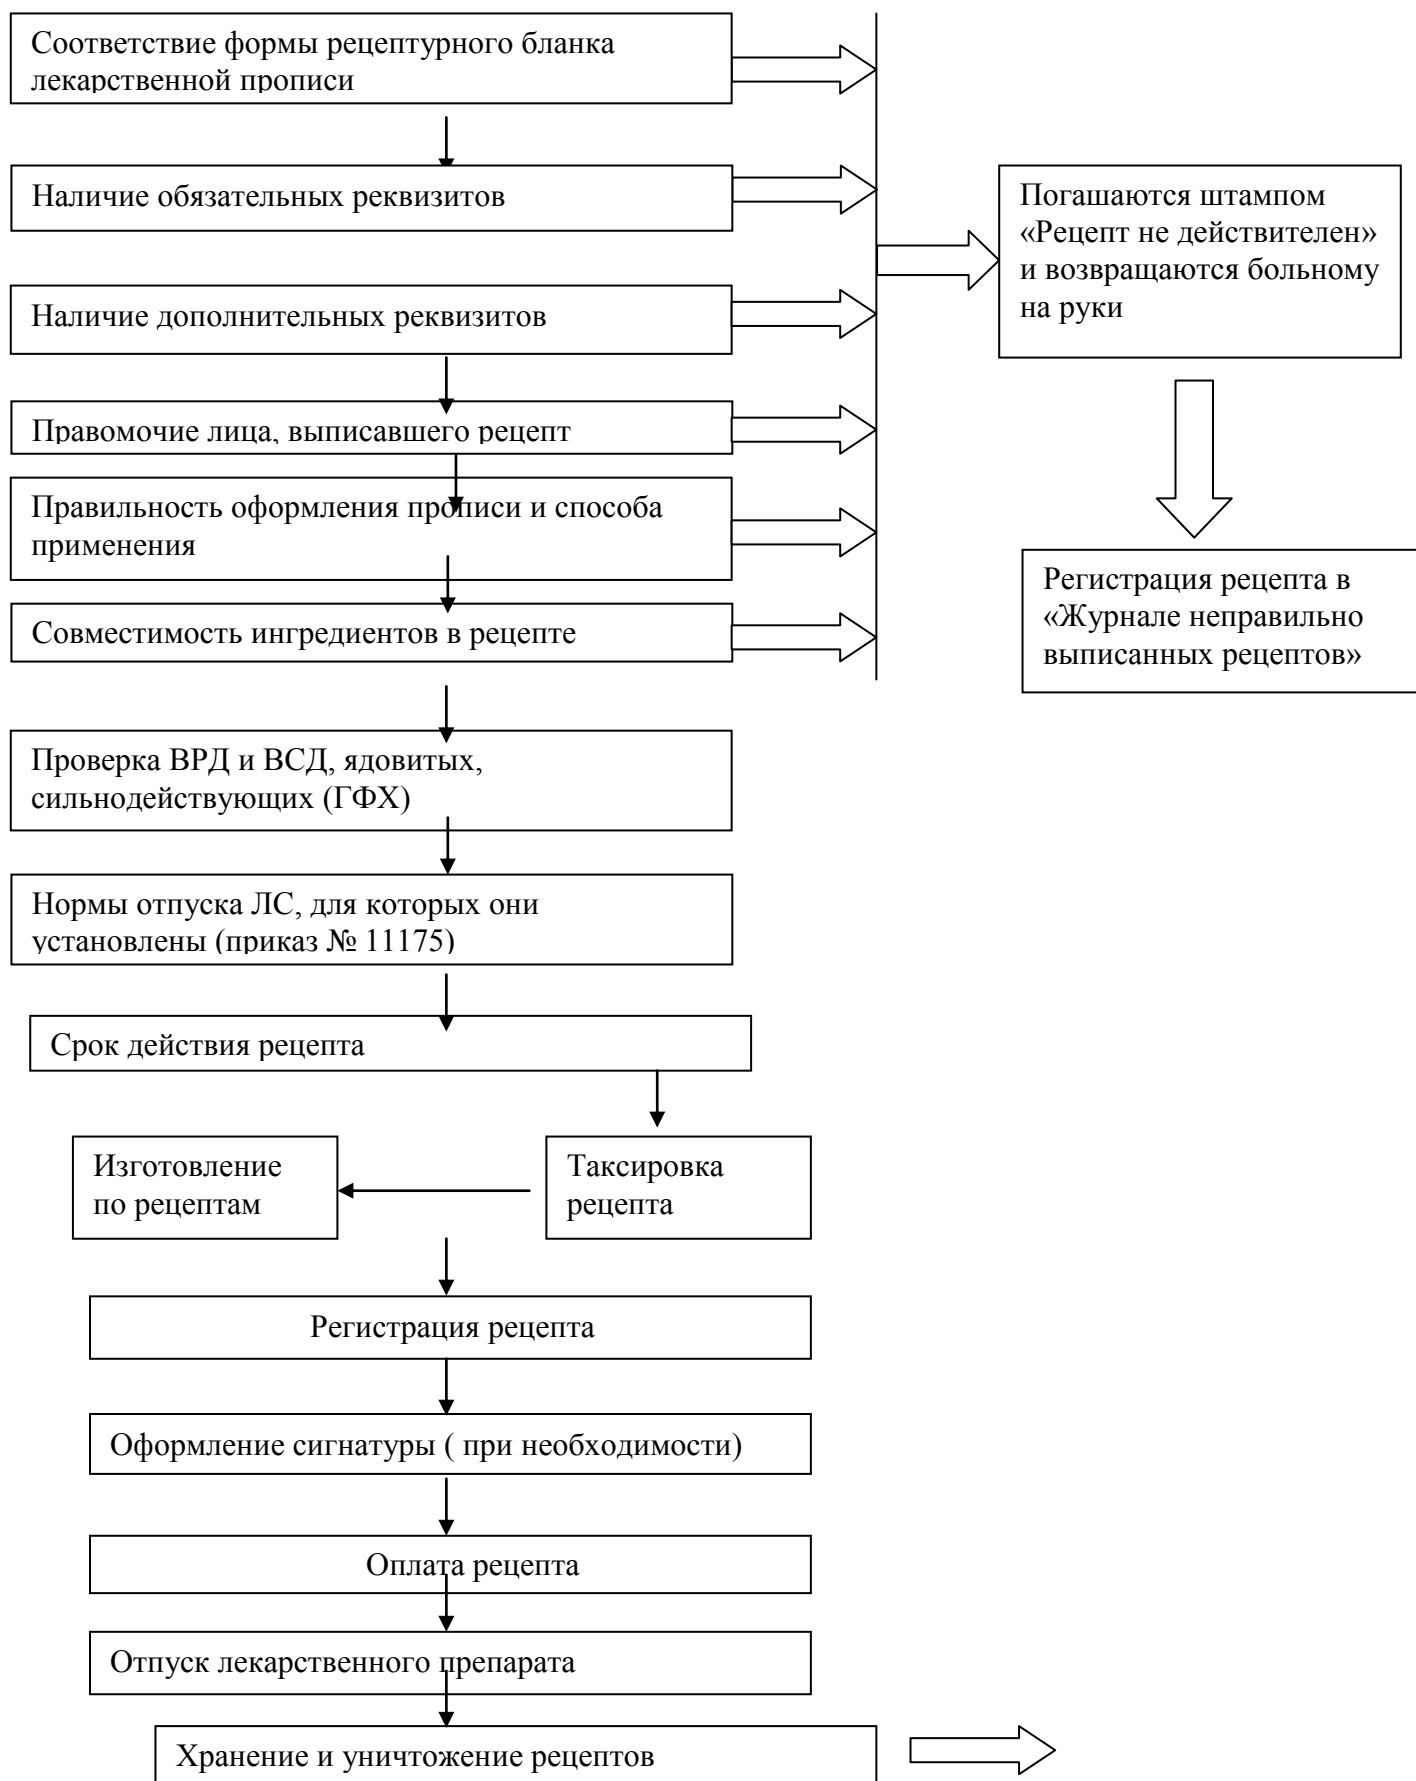 Соответствие формы рецептурного бланка
лекарственной прописи
Наличие обязательных реквизитов
Наличие дополнительных реквизитов
Правомочие лица, выписавшего рецепт
Правильность оформления прописи и способа
применения
Совместимость ингредиентов в рецепте
Погашаются штампом
«Рецепт не действителен»
и возвращаются больному
на руки
Регистрация рецепта в
«Журнале неправильно
выписанных рецептов»
Проверка ВРД и ВСД, ядовитых,
сильнодействующих (ГФХ)
Нормы отпуска ЛС, для которых они
установлены (приказ № 11175)
Срок действия рецепта
Изготовление
по рецептам
Таксировка
рецепта
Регистрация рецепта
Оформление сигнатуры ( при необходимости)
Оплата рецепта
Отпуск лекарственного препарата
Хранение и уничтожение рецептов